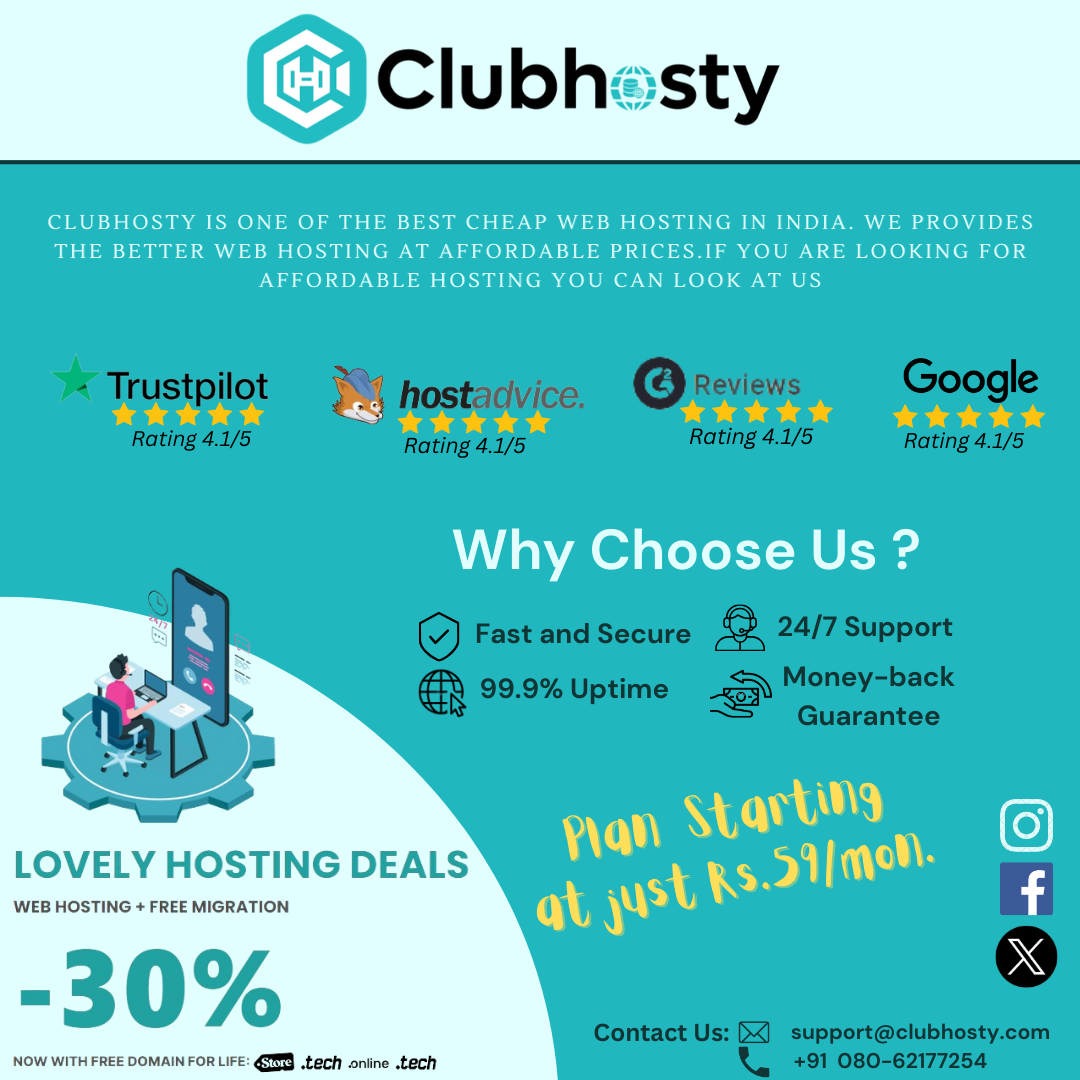 Clubhosty
CLUBHOSTY IS ONE OF THE BEST CHEAP WEB HOSTING IN INDIA. WE PROVIDES
THE BETTER WEB HOSTING AT AFFORDABLE PRICES.IF YOU ARE LOOKING FOR
AFFORDABLE HOSTING YOU CAN LOOK AT US
Trustpilot
Rating 4.1/5
hostadvice.
Rating 4.1/5
G2 Reviews
Rating 4.1/5
Google
Rating 4.1/5
Why Choose Us ?
Fast and Secure
24/7 Support
99.9% Uptime
Money-back
Guarantee
24/7
Plan Starting
at just Rs.59/mon.
LOVELY HOSTING DEALS
WEB HOSTING + FREE MIGRATION
-30%
NOW WITH FREE DOMAIN FOR LIFE: .Store .tech .online .tech
Contact Us: support@clubhosty.com
+91 080-62177254